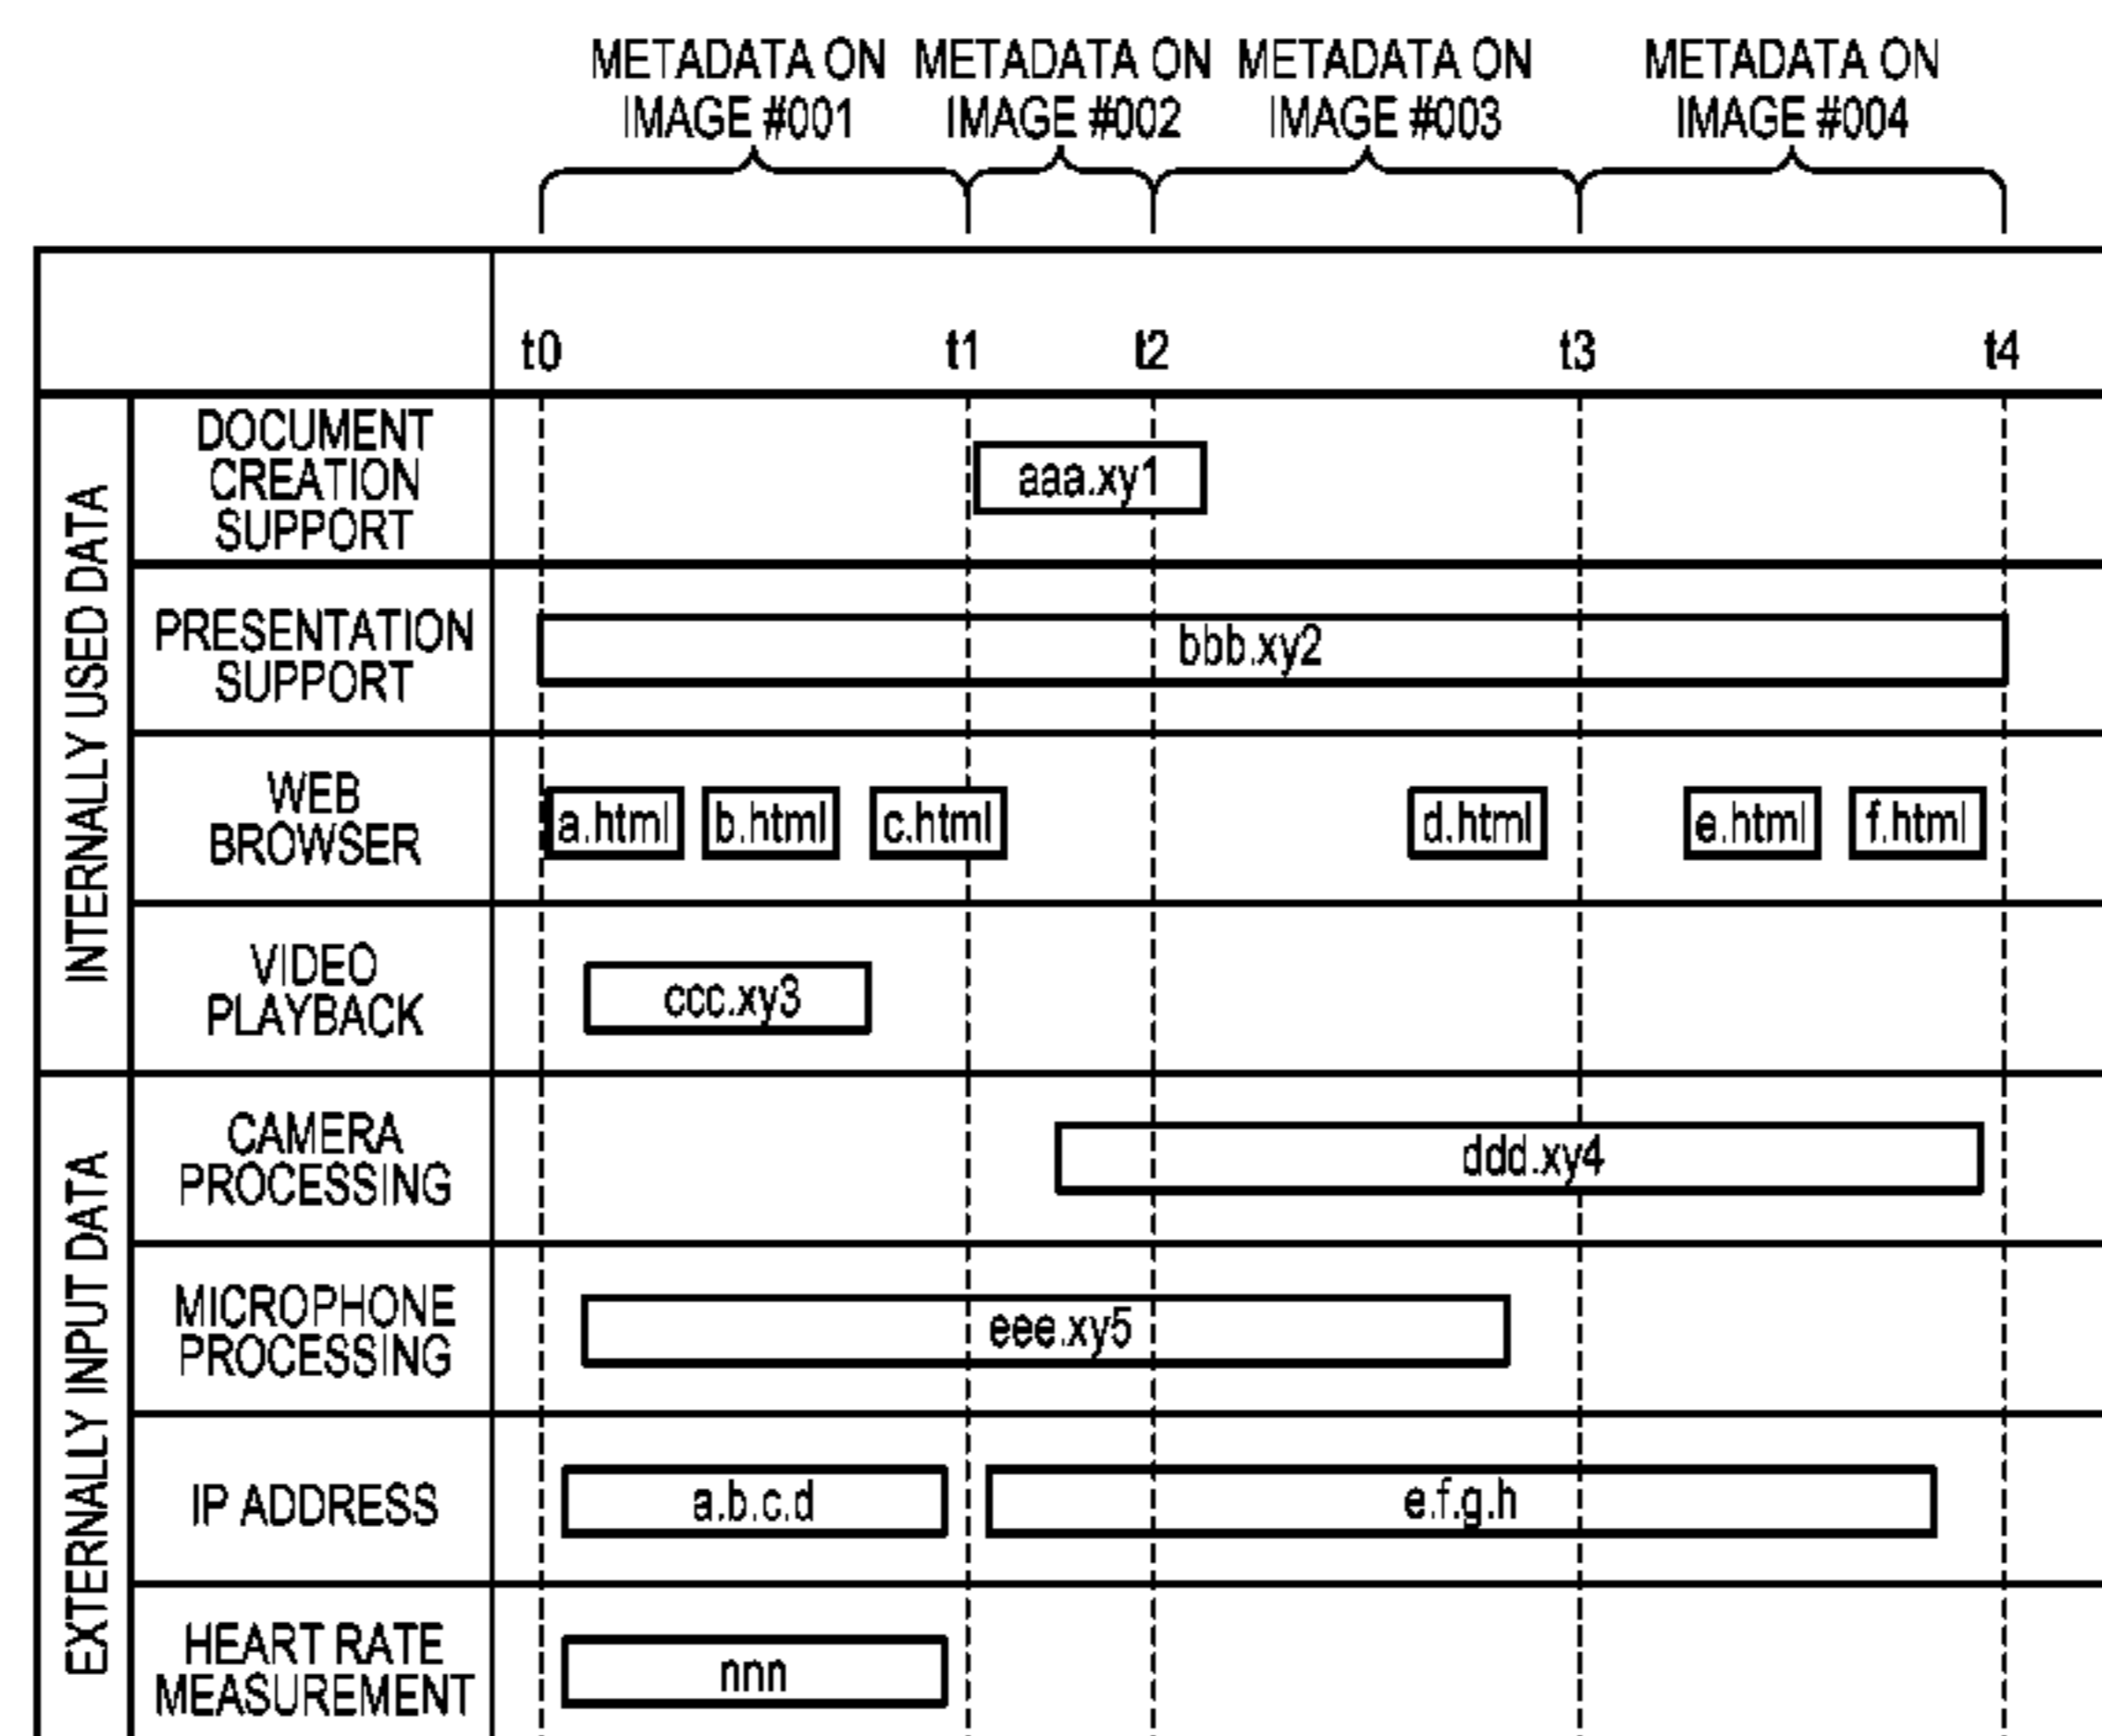 METADATA ON METADATA ON METADATA ON METADATA ON
IMAGE #001 IMAGE #002 IMAGE #003 IMAGE #004
t0 t1 t2 t3 t4
INTERNALLY USED DATA
DOCUMENT
CREATION
SUPPORT
aaa.xy1
PRESENTATION
SUPPORT
bbb.xy2
WEB
BROWSER
a.html b.html c.html d.html e.html f.html
VIDEO
PLAYBACK
ccc.xy3
EXTERNALLY INPUT DATA
CAMERA
PROCESSING
ddd.xy4
MICROPHONE
PROCESSING
eee.xy5
IP ADDRESS a.b.c.d e.f.g.h
HEART RATE
MEASUREMENT
nnn